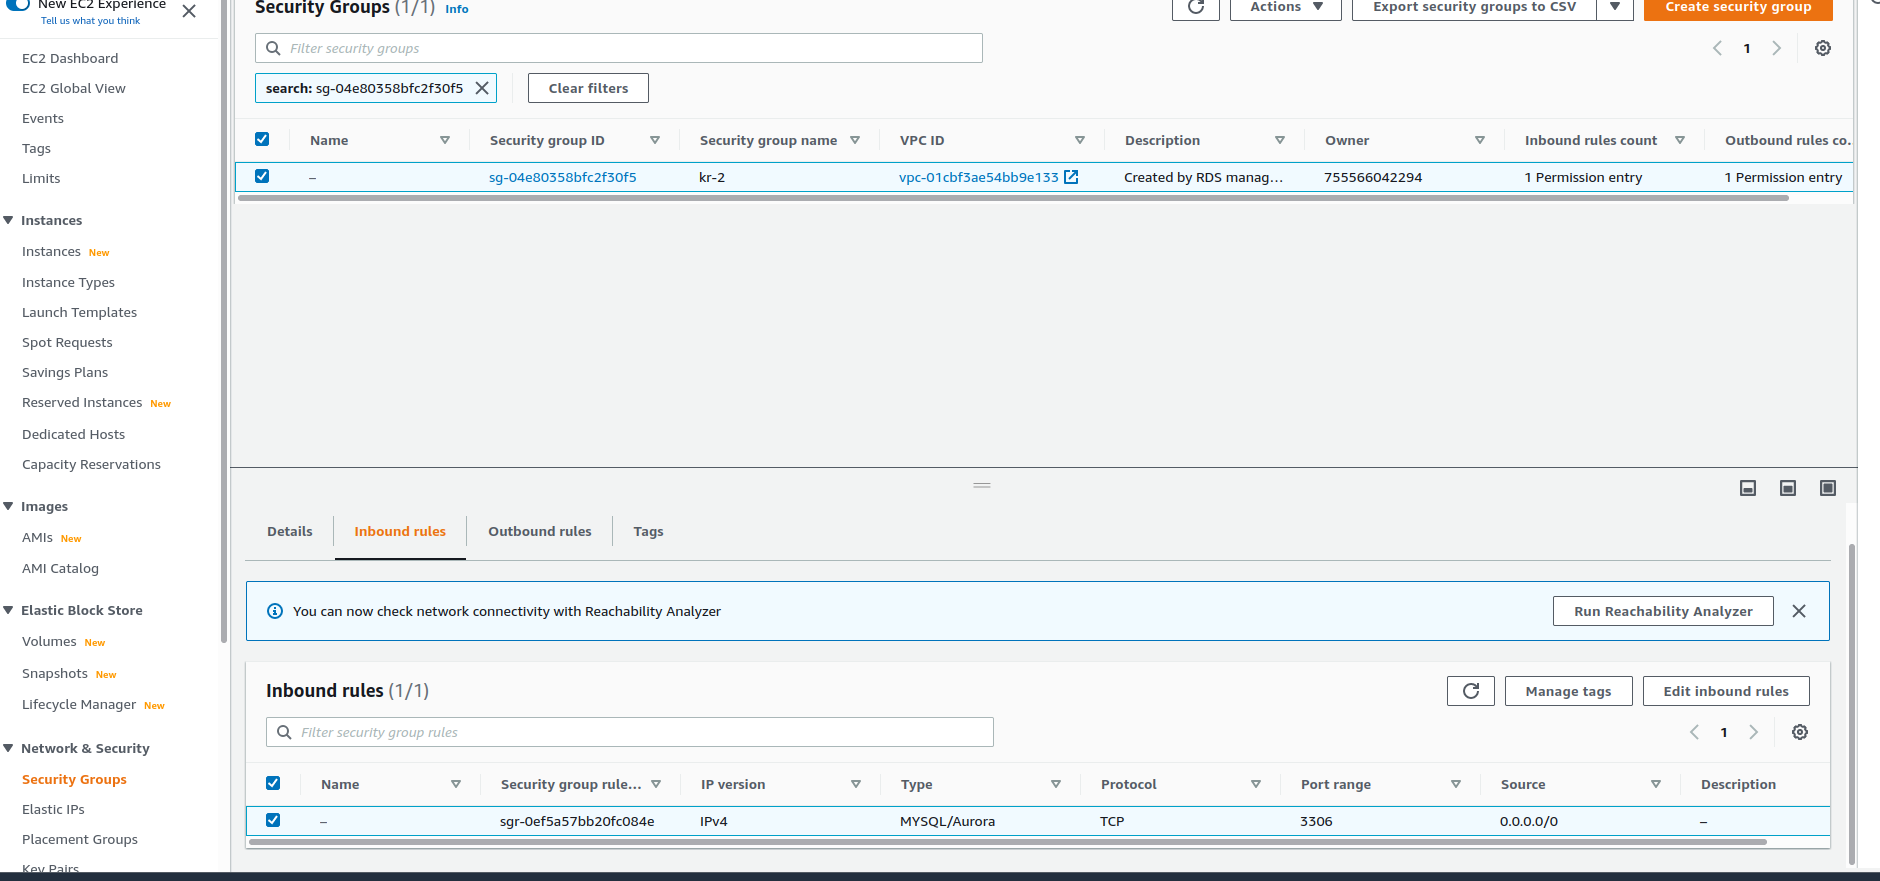 New EC2 Experience
Tell us what you think
EC2 Dashboard
EC2 Global View
Events
Tags
Limits
Instances
Instances New
Instance Types
Launch Templates
Spot Requests
Savings Plans
Reserved Instances New
Dedicated Hosts
Capacity Reservations
Images
AMIs New
AMI Catalog
Elastic Block Store
Volumes New
Snapshots New
Lifecycle Manager New
Network & Security
Security Groups
Elastic IPs
Placement Groups
Key Pairs
Security Groups (1/1) Info
Actions
Export security groups to CSV
Create security group
Filter security groups
1
search: sg-04e80358bfc2f30f5
Clear filters
Name Security group ID Security group name VPC ID Description Owner Inbound rules count Outbound rules co.
– sg-04e80358bfc2f30f5 kr-2 vpc-01cbf3ae54bb9e133 Created by RDS manag... 755566042294 1 Permission entry 1 Permission entry
Details Inbound rules Outbound rules Tags
You can now check network connectivity with Reachability Analyzer
Run Reachability Analyzer
Inbound rules (1/1)
Manage tags
Edit inbound rules
Filter security group rules
1
Name Security group rule... IP version Type Protocol Port range Source Description
– sgr-0ef5a57bb20fc084e IPv4 MYSQL/Aurora TCP 3306 0.0.0.0/0 –